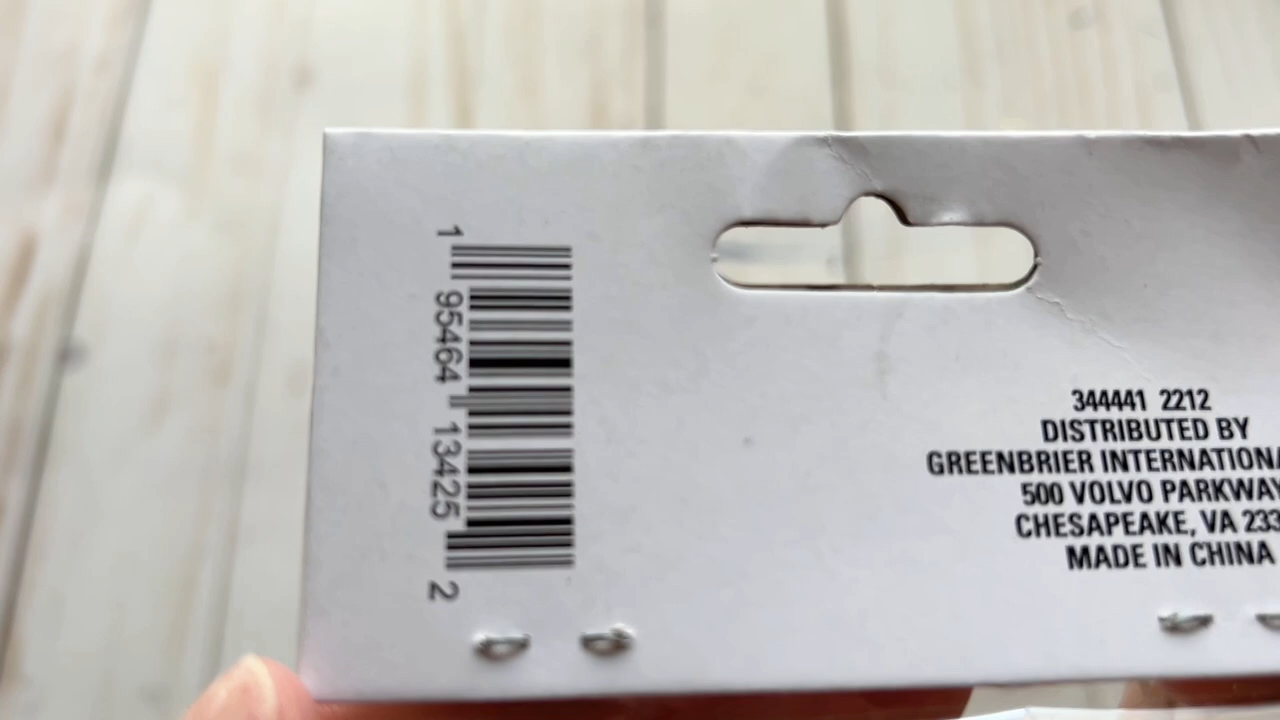 1 95464 13425 2
344441 2212
DISTRIBUTED BY
GREENBRIER INTERNATIONA
500 VOLVO PARKWAY
CHESAPEAKE, VA 233
MADE IN CHINA